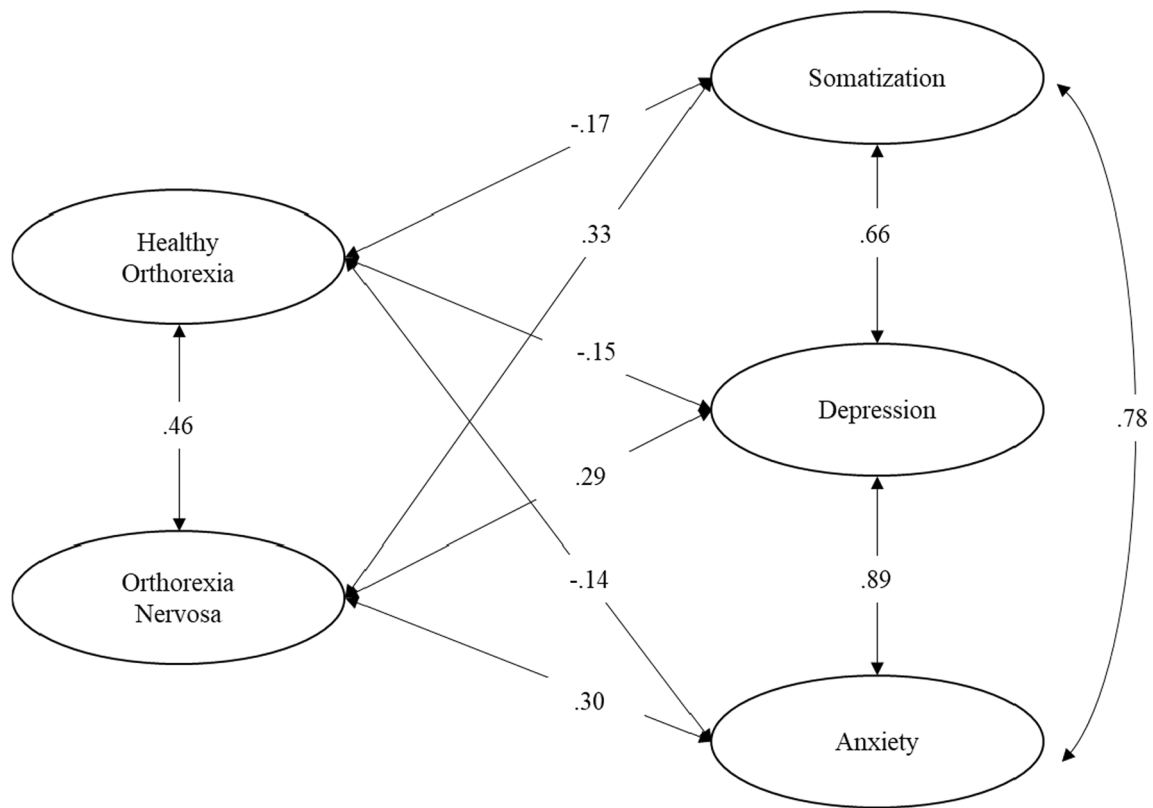 Somatization
-.17
Healthy
Orthorexia
.33
.66
-.15
Depression
.46
.78
.29
Orthorexia
Nervosa
-.14
.89
.30
Anxiety